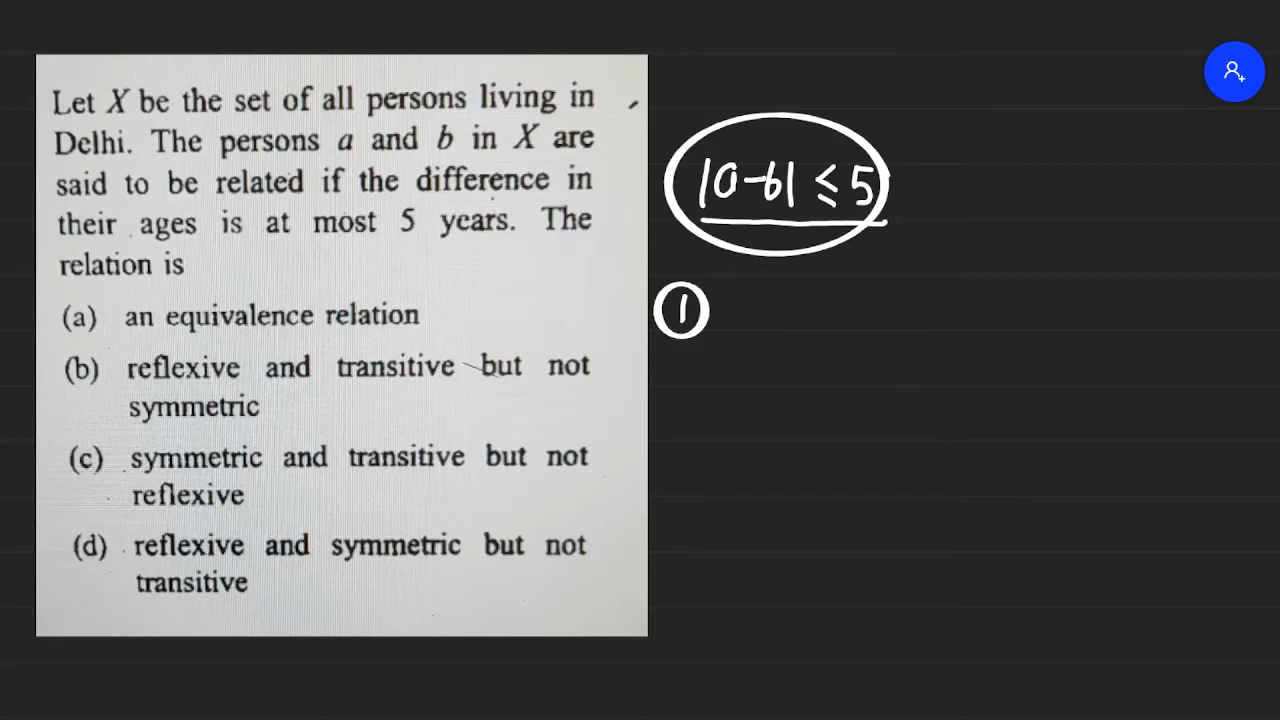 Let X be the set of all persons living in
Delhi. The persons a and b in X are
said to be related if the difference in
their ages is at most 5 years. The
relation is
(a) an equivalence relation
(b) reflexive and transitive but not
symmetric
(c) symmetric and transitive but not
reflexive
(d) reflexive and symmetric but not
transitive
|a-b| ≤ 5
1